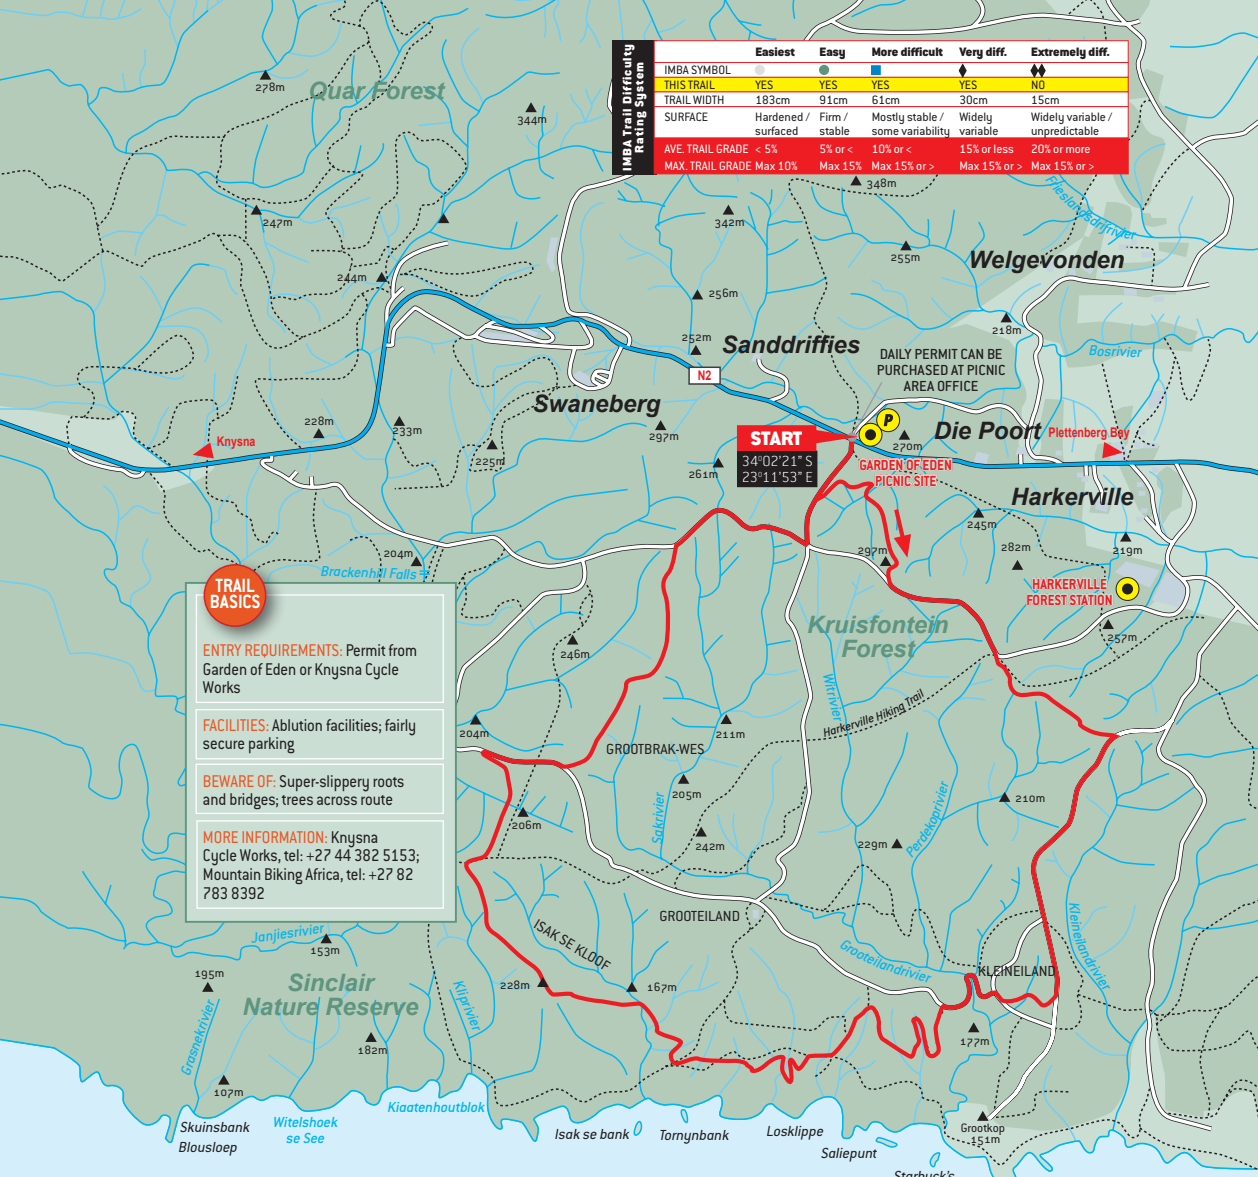 IMBA Trail Difficulty
Rating System
Easiest Easy More difficult Very diff. Extremely diff.
IMBA SYMBOL
THIS TRAIL YES YES YES YES NO
TRAIL WIDTH 183cm 91cm 61cm 30cm 15cm
SURFACE Hardened / Firm / Mostly stable / Widely Widely variable /
surfaced stable some variability variable unpredictable
AVE. TRAIL GRADE < 5% 5% or < 10% or < 15% or less 20% or more
MAX. TRAIL GRADE Max 10% Max 15% Max 15% or > Max 15% or > Max 15% or >
278m
Quar Forest
344m
348m
247m
342m
255m
Welgevonden
244m
256m
218m
252m
Sanddriffies
Bosrivier
DAILY PERMIT CAN BE
PURCHASED AT PICNIC
AREA OFFICE
N2
Swaneberg
228m
233m
297m
P
270m
Die Poort
Plettenberg Bay
Knysna
START
34°02'21" S
23°11'53" E
225m
261m
GARDEN OF EDEN
PICNIC SITE
Harkerville
245m
282m
219m
297m
204m
Brackenhill Falls
HARKERVILLE
FOREST STATION
TRAIL
BASICS
ENTRY REQUIREMENTS: Permit from
Garden of Eden or Knysna Cycle
Works
FACILITIES: Ablution facilities; fairly
secure parking
BEWARE OF: Super-slippery roots
and bridges; trees across route
MORE INFORMATION: Knysna
Cycle Works, tel: +27 44 382 5153;
Mountain Biking Africa, tel: +27 82
783 8392
Kruisfontein
Forest
257m
246m
Witrivier
Harkerville Hiking Trail
204m
211m
GROOTBRAK-WES
205m
206m
Sakrivier
242m
210m
229m
Perdekoprivier
GROOTEILAND
ISAK SE KLOOF
Grooteilandrivier
KLEINEILAND
Kleineilandrivier
Janjiesrivier
153m
195m
Sinclair
Nature Reserve
228m
167m
Kliprivier
Grasnekrivier
182m
177m
107m
Kiaatenhoutblok
Skuinsbank
Blousloep
Witelshoek
se See
Isak se bank
Tornynbank
Losklippe
Saliepunt
Grootkop
151m
Starbuck's